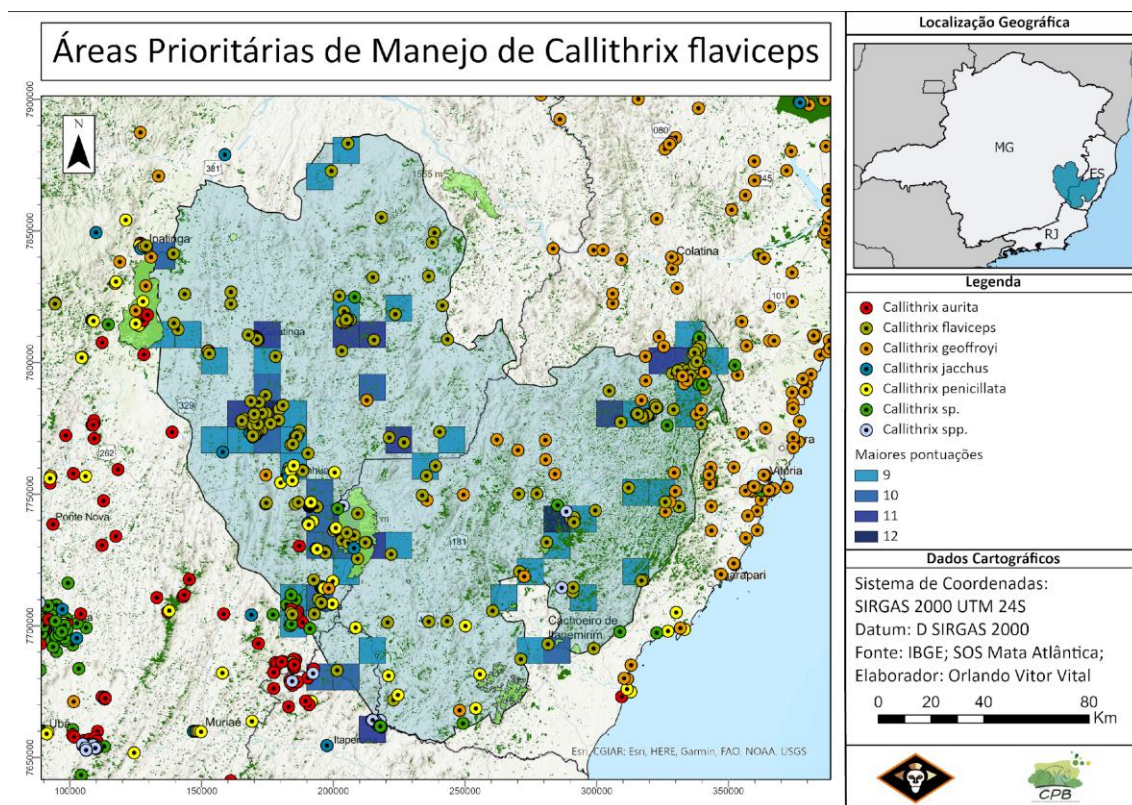 Áreas Prioritárias de Manejo de Callithrix flaviceps
7900000
7850000
7800000
7750000
7700000
7650000
100000
150000
200000
250000
300000
350000
N
381
080
1555 m
245
Ipatinga
Colatina
101
329
262
Ponte Nova
Vitória
181
Cachoeiro de
Itapemirim
Muriaé
Ubá
Esri, CGIAR; Esri, HERE, Garmin, FAO, NOAA, USGS
Localização Geográfica
MG
ES
RJ
Legenda
Callithrix aurita
Callithrix flaviceps
Callithrix geoffroyi
Callithrix jacchus
Callithrix penicillata
Callithrix sp.
Callithrix spp.
Maiores pontuações
9
10
11
12
Dados Cartográficos
Sistema de Coordenadas:
SIRGAS 2000 UTM 24S
Datum: D SIRGAS 2000
Fonte: IBGE; SOS Mata Atlântica;
Elaborador: Orlando Vitor Vital
0 20 40 80
Km
CPB